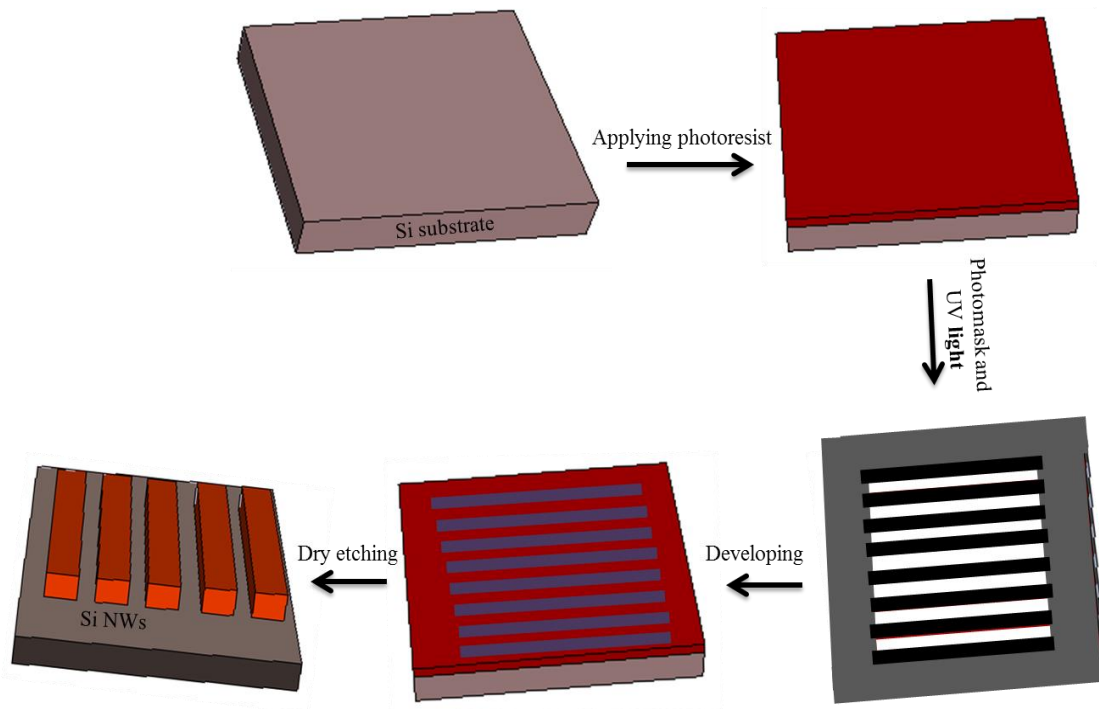 Applying photoresist
Si substrate
Photomask and
UV light
Developing
Dry etching
Si NWs